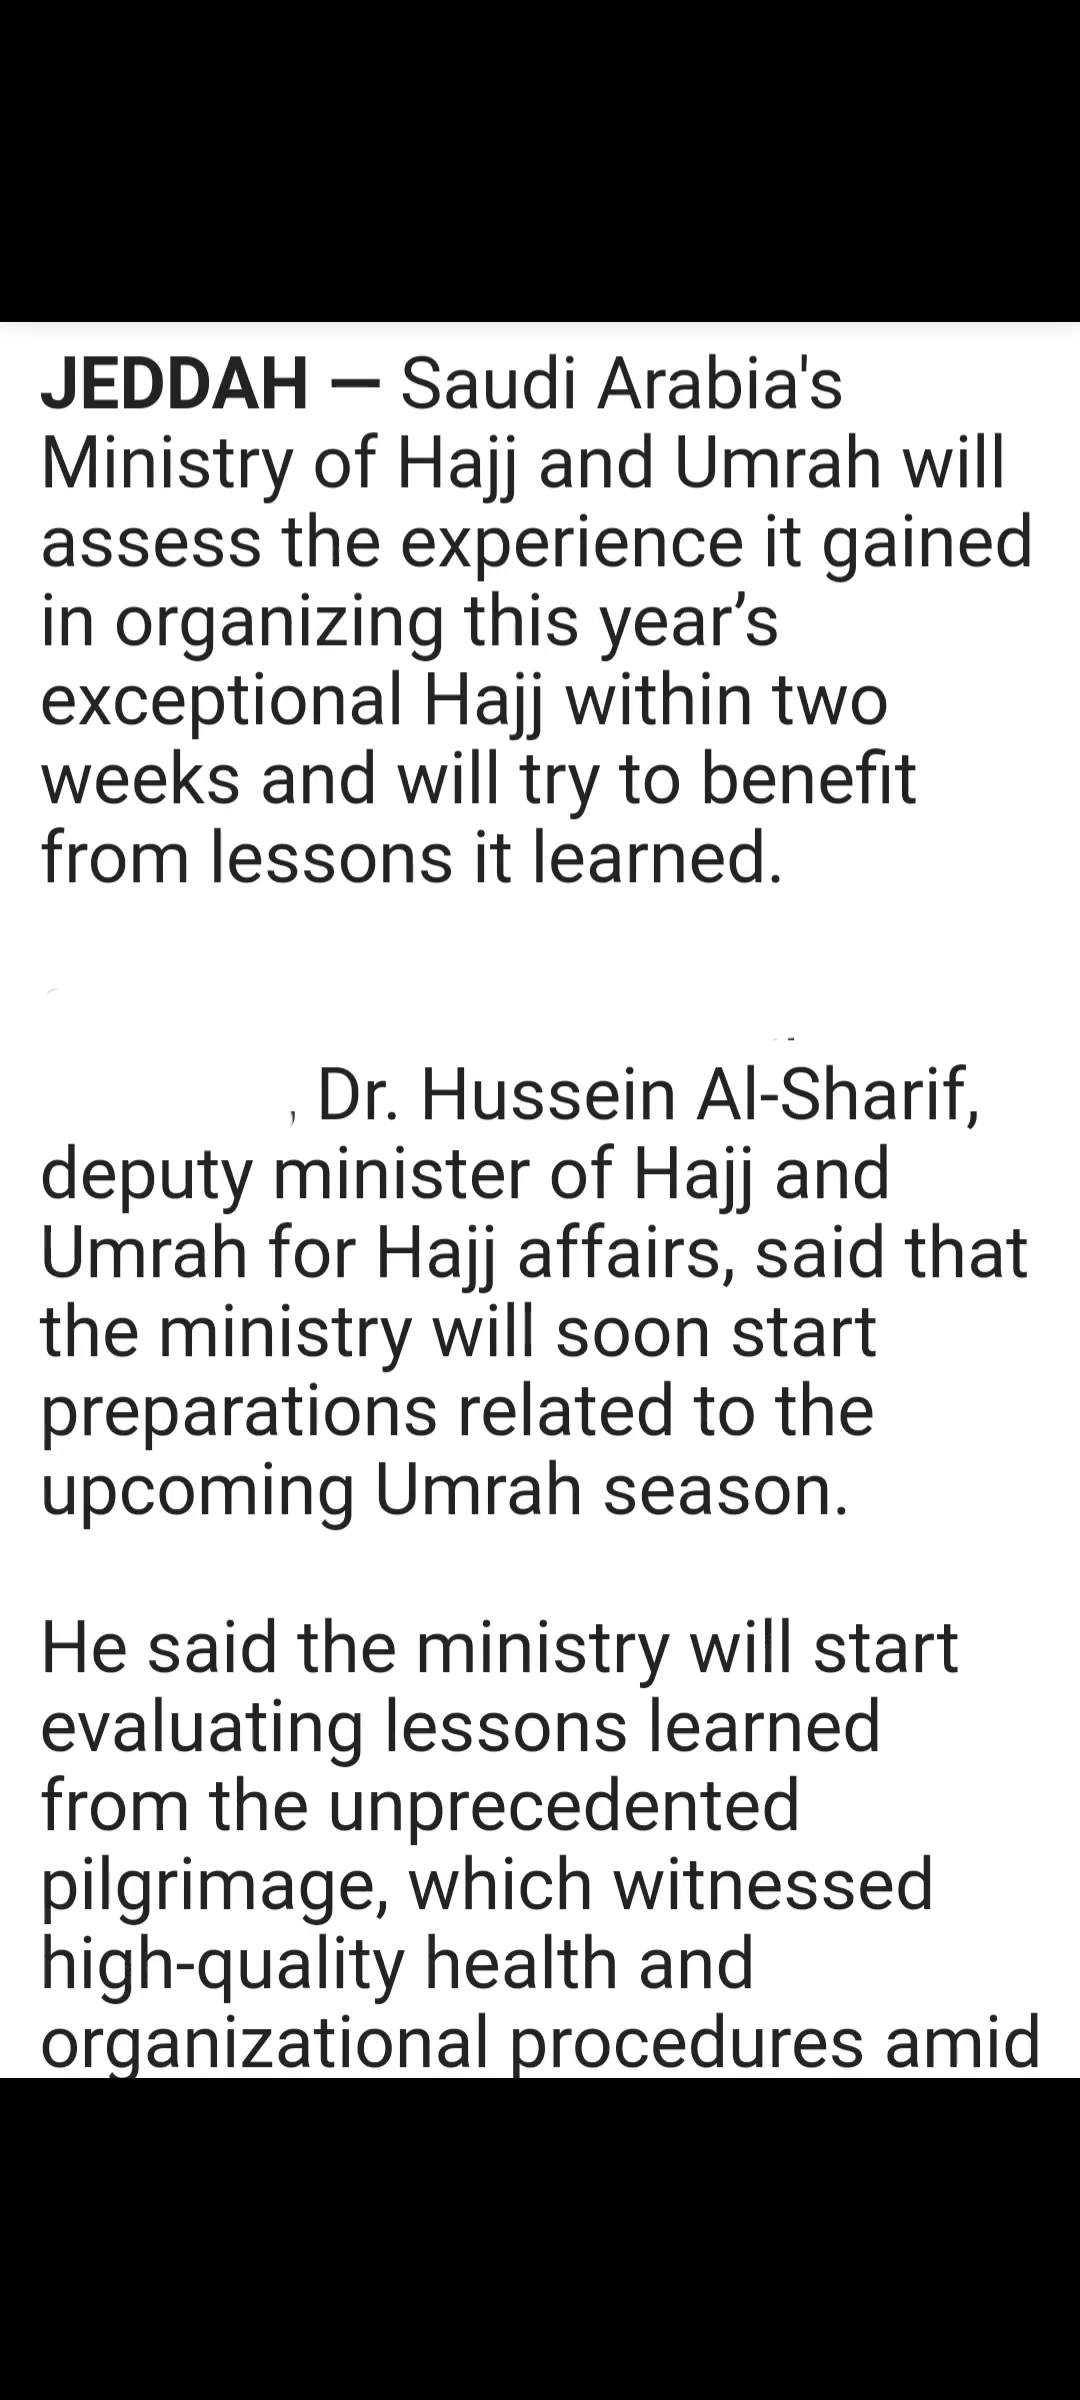 JEDDAH — Saudi Arabia's
Ministry of Hajj and Umrah will
assess the experience it gained
in organizing this year’s
exceptional Hajj within two
weeks and will try to benefit
from lessons it learned.
, Dr. Hussein Al-Sharif,
deputy minister of Hajj and
Umrah for Hajj affairs, said that
the ministry will soon start
preparations related to the
upcoming Umrah season.
He said the ministry will start
evaluating lessons learned
from the unprecedented
pilgrimage, which witnessed
high-quality health and
organizational procedures amid